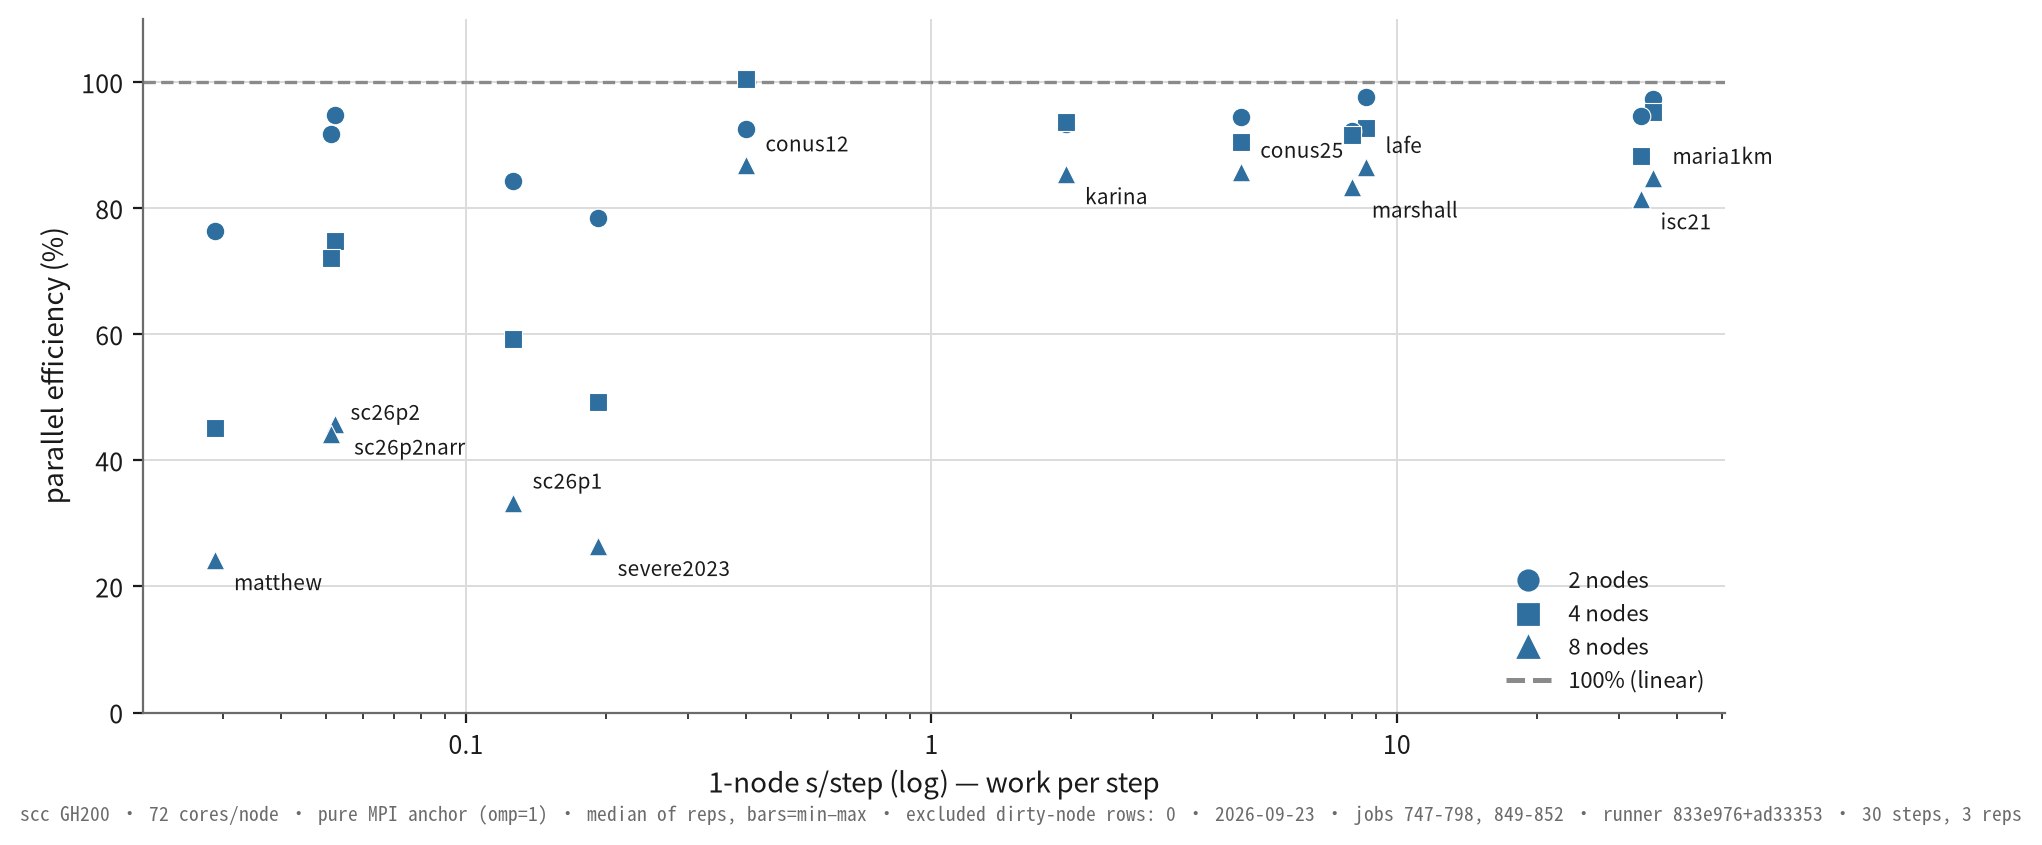 parallel efficiency (%)
100
80
60
40
20
0
0.1
1
10
conus12
karina
conus25
lafe
marshall
maria1km
isc21
sc26p2
sc26p2narr
sc26p1
severe2023
matthew
2 nodes
4 nodes
8 nodes
100% (linear)
1-node s/step (log) — work per step
scc GH200 • 72 cores/node • pure MPI anchor (omp=1) • median of reps, bars=min–max • excluded dirty-node rows: 0 • 2026-09-23 • jobs 747-798, 849-852 • runner 833e976+ad33353 • 30 steps, 3 reps